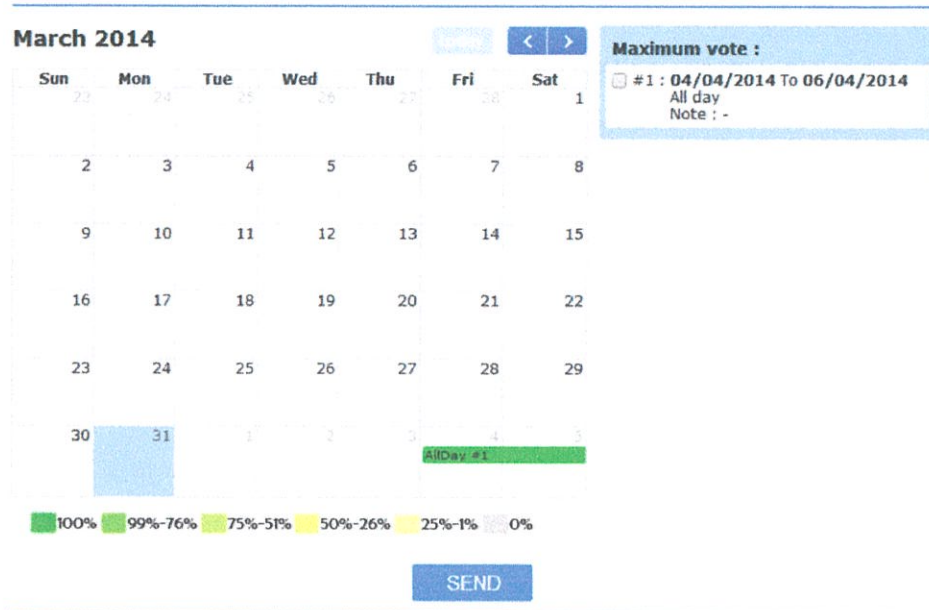 March 2014
< >
Sun Mon Tue Wed Thu Fri Sat
23 24 25 26 27 28 1
2 3 4 5 6 7 8
9 10 11 12 13 14 15
16 17 18 19 20 21 22
23 24 25 26 27 28 29
30 31 1 2 3 4 5
AllDay #1
100% 99%-76% 75%-51% 50%-26% 25%-1% 0%
SEND
Maximum vote :
#1 : 04/04/2014 To 06/04/2014
All day
Note : -